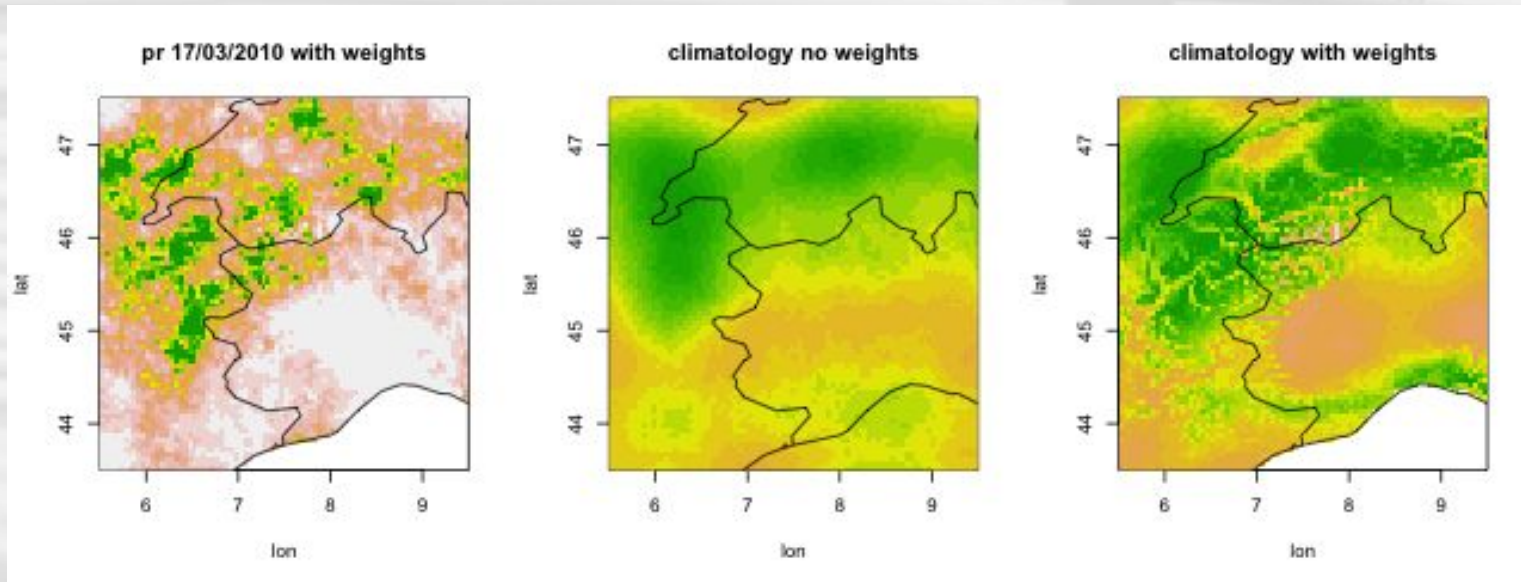 pr 17/03/2010 with weights
climatology no weights
climatology with weights
47
46
45
44
lat
6 7 8 9
lon
47
46
45
44
lat
6 7 8 9
lon
47
46
45
44
lat
6 7 8 9
lon